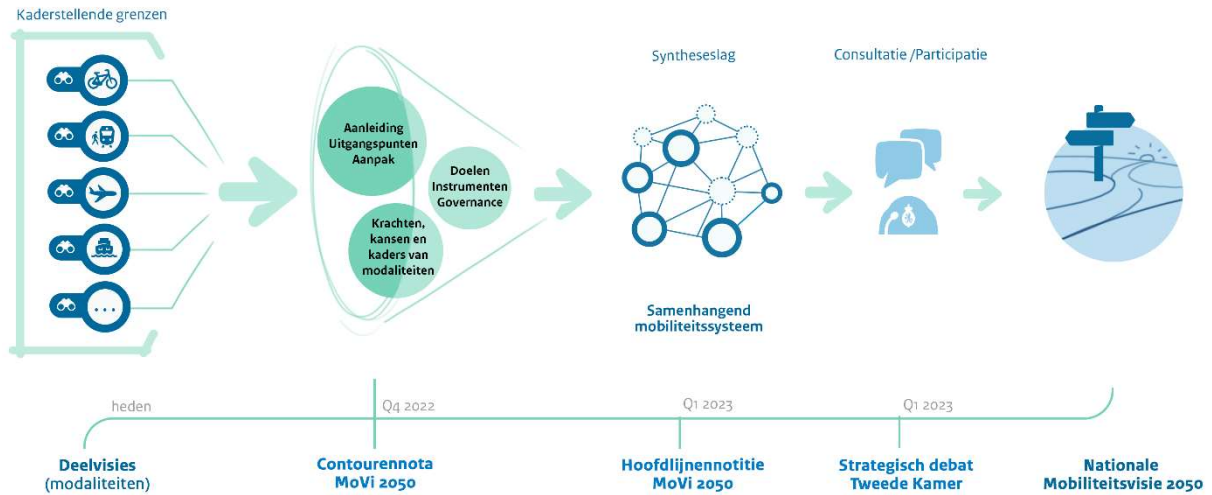 Kaderstellende grenzen
...
Aanleiding
Uitgangspunten
Aanpak
Doelen
Instrumenten
Governance
Krachten,
kansen en
kaders van
modaliteiten
Syntheseslag
Samenhangend
mobiliteitssysteem
Consultatie /Participatie
heden
Q4 2022
Q1 2023
Q1 2023
Deelvisies
(modaliteiten)
Contourennota
MoVi 2050
Hoofdlijnennotitie
MoVi 2050
Strategisch debat
Tweede Kamer
Nationale
Mobiliteitsvisie 2050